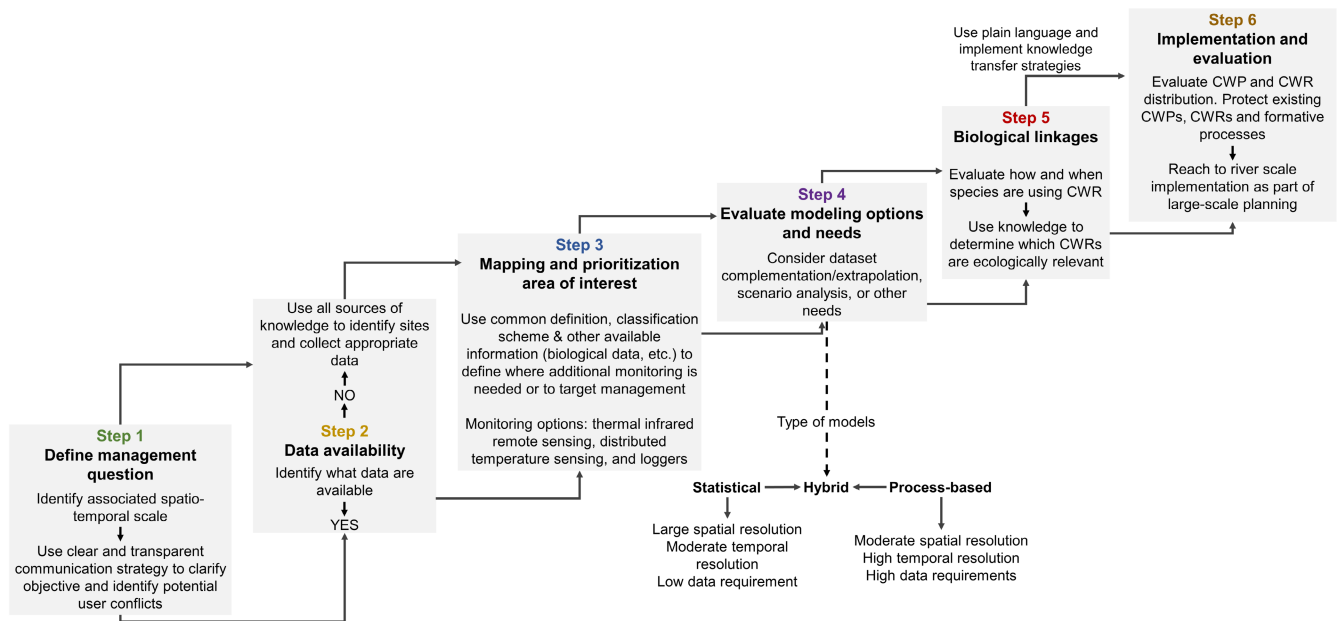 Step 1
Define management
question
Identify associated spatio-
temporal scale
Use clear and transparent
communication strategy to clarify
objective and identify potential
user conflicts
Use all sources of
knowledge to identify sites
and collect appropriate
data
NO
Step 2
Data availability
Identify what data are
available
YES
Step 3
Mapping and prioritization
area of interest
Use common definition, classification
scheme & other available
information (biological data, etc.) to
define where additional monitoring is
needed or to target management
Monitoring options: thermal infrared
remote sensing, distributed
temperature sensing, and loggers
Step 4
Evaluate modeling options
and needs
Consider dataset
complementation/extrapolation,
scenario analysis, or other
needs
Type of models
Statistical
Hybrid
Process-based
Large spatial resolution
Moderate temporal
resolution
Low data requirement
Moderate spatial resolution
High temporal resolution
High data requirements
Step 5
Biological linkages
Evaluate how and when
species are using CWR
Use knowledge to
determine which CWRs
are ecologically relevant
Use plain language and
implement knowledge
transfer strategies
Step 6
Implementation and
evaluation
Evaluate CWP and CWR
distribution. Protect existing
CWPs, CWRs and formative
processes
Reach to river scale
implementation as part of
large-scale planning